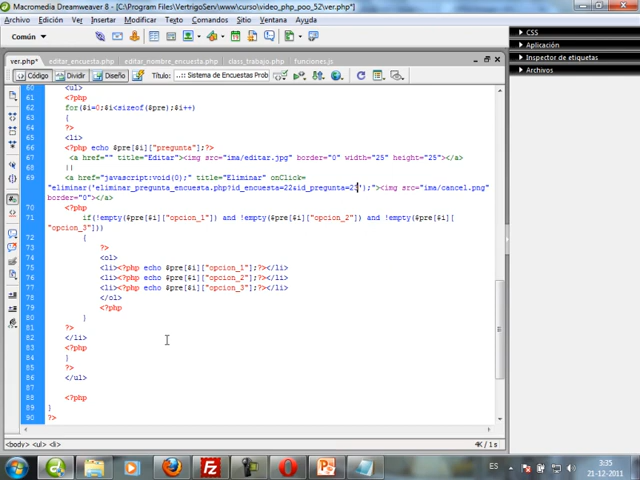 Macromedia Dreamweaver 8 - [C:\Program Files\VertrigoServ\www\curso\video_php_poo_52\ver.php*]
Archivo Edición Ver Insertar Modificar Texto Comandos Sitio Ventana Ayuda
Común
CSS
Aplicación
Inspector de etiquetas
Archivos
ver.php* editar_encuesta.php editar_nombre_encuesta.php class_trabajo.php funciones.js
Código Dividir Diseño Título: ..:: Sistema de Encuestas Prob
60 <ul>
61 <?php
62 for($i=0;$i<sizeof($pre);$i++)
63 {
64 ?>
65 <li>
66 <?php echo $pre[$i]["pregunta"];?>
67 <a href="" title="Editar"><img src="ima/editar.jpg" border="0" width="25" height="25"></a>
68 ||
69 <a href="javascript:void(0);" title="Eliminar" onClick=
"eliminar('eliminar_pregunta_encuesta.php?id_encuesta=22&id_pregunta=23');"><img src="ima/cancel.png"
border="0"></a>
70 <?php
71 if(!empty($pre[$i]["opcion_1"]) and !empty($pre[$i]["opcion_2"]) and !empty($pre[$i][
"opcion_3"]))
72 {
73 ?>
74 <ol>
75 <li><?php echo $pre[$i]["opcion_1"];?></li>
76 <li><?php echo $pre[$i]["opcion_2"];?></li>
77 <li><?php echo $pre[$i]["opcion_3"];?></li>
78 </ol>
79 <?php
80 }
81 ?>
82 </li>
83 <?php
84 }
85 ?>
86 </ul>
87
88 <?php
89 }
90 ?>
<body> <ul> <li>
4K / 1 s
ES
3:35
21-12-2011